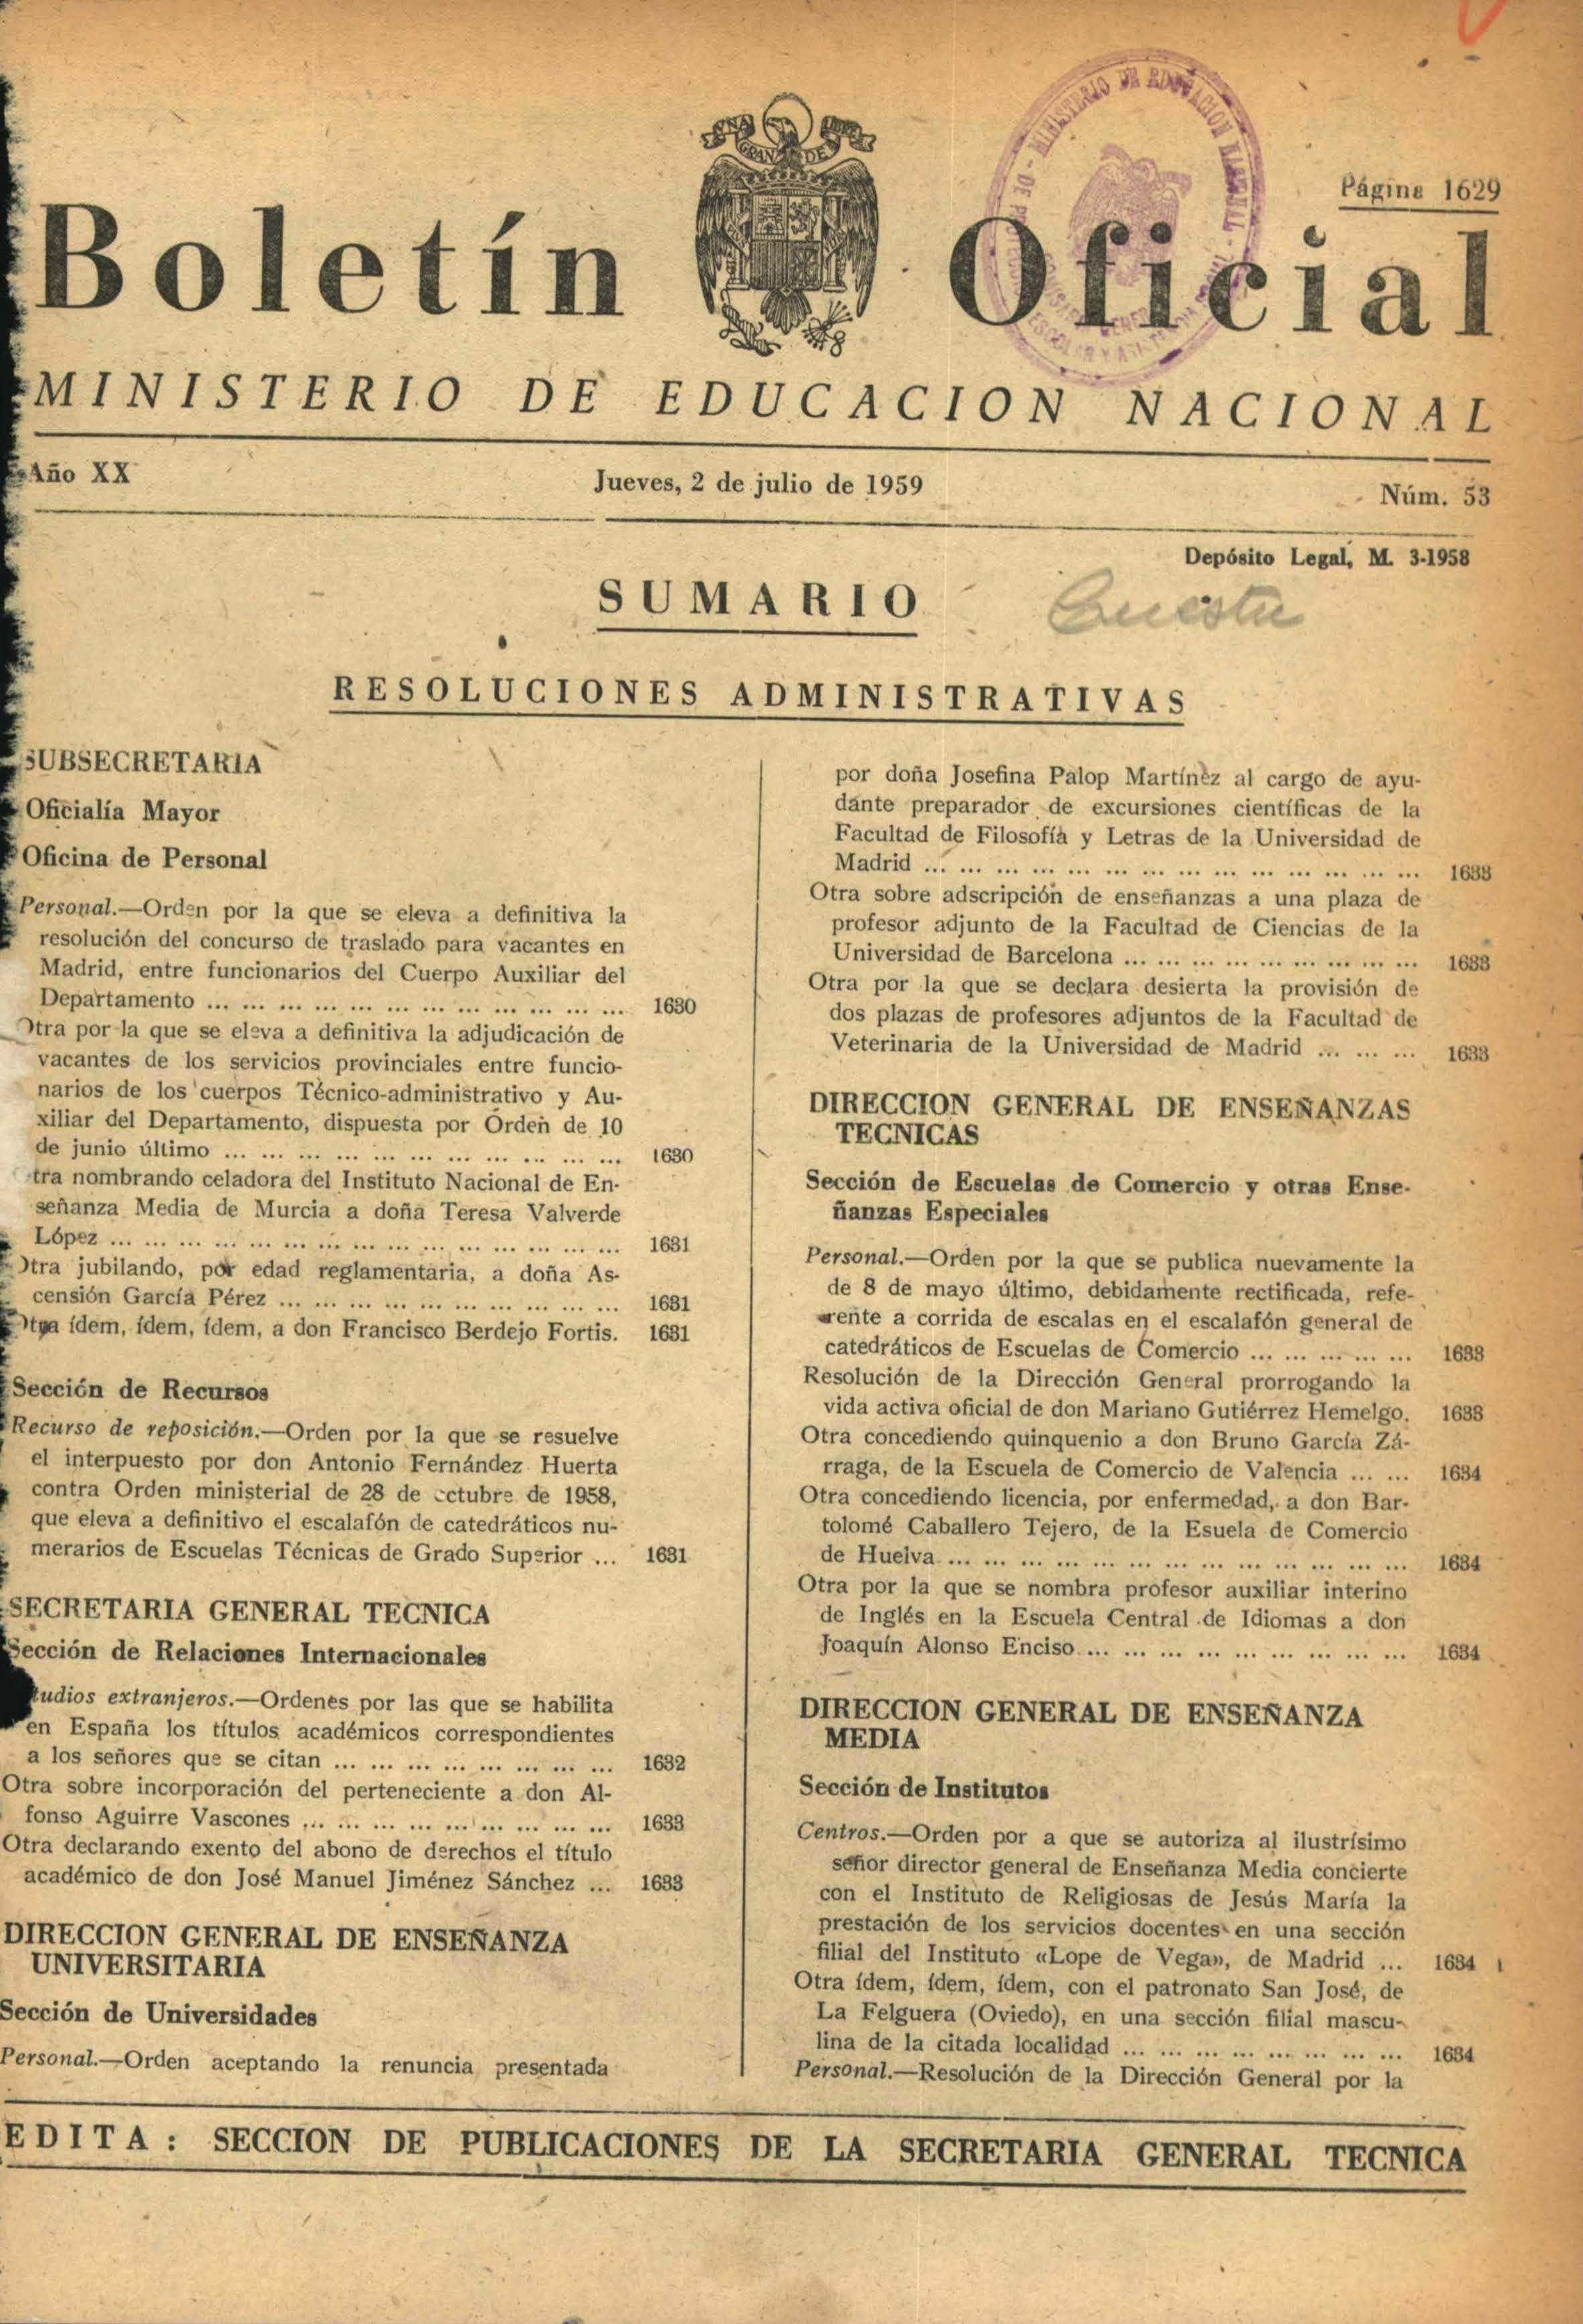 Página 1629
Boletín Oficial
MINISTERIO DE EDUCACION NACIONAL
Año XX
Jueves, 2 de julio de 1959
Núm. 53
Depósito Legal, M. 3-1958
SUMARIO
RESOLUCIONES ADMINISTRATIVAS
SUBSECRETARIA
Oficialía Mayor
Oficina de Personal
Personal.—Orden por la que se eleva a definitiva la
resolución del concurso de traslado para vacantes en
Madrid, entre funcionarios del Cuerpo Auxiliar del
Departamento ... ... ... ... ... ... ... ... ... ... ... ... 1630
Otra por la que se eleva a definitiva la adjudicación de
vacantes de los servicios provinciales entre funcio-
narios de los cuerpos Técnico-administrativo y Au-
xiliar del Departamento, dispuesta por Orden de 10
de junio último ... ... ... ... ... ... ... ... ... ... ... 1630
tra nombrando celadora del Instituto Nacional de En-
señanza Media de Murcia a doña Teresa Valverde
López ... ... ... ... ... ... ... ... ... ... ... ... ... ... ... 1631
Otra jubilando, por edad reglamentaria, a doña As-
censión García Pérez ... ... ... ... ... ... ... ... ... ... 1631
Otra ídem, ídem, ídem, a don Francisco Berdejo Fortis. 1631
Sección de Recursos
Recurso de reposición.—Orden por la que se resuelve
el interpuesto por don Antonio Fernández Huerta
contra Orden ministerial de 28 de octubre de 1958,
que eleva a definitivo el escalafón de catedráticos nu-
merarios de Escuelas Técnicas de Grado Superior ... 1631
SECRETARIA GENERAL TECNICA
Sección de Relaciones Internacionales
tudios extranjeros.—Ordenes por las que se habilita
en España los títulos académicos correspondientes
a los señores que se citan ... ... ... ... ... ... ... ... 1632
Otra sobre incorporación del perteneciente a don Al-
fonso Aguirre Vascones ... ... ... ... ... ... ... ... ... 1633
Otra declarando exento del abono de derechos el título
académico de don José Manuel Jiménez Sánchez ... 1633
DIRECCION GENERAL DE ENSEÑANZA
UNIVERSITARIA
Sección de Universidades
Personal.—Orden aceptando la renuncia presentada
por doña Josefina Palop Martínez al cargo de ayu-
dante preparador de excursiones científicas de la
Facultad de Filosofía y Letras de la Universidad de
Madrid ... ... ... ... ... ... ... ... ... ... ... ... ... ... 1633
Otra sobre adscripción de enseñanzas a una plaza de
profesor adjunto de la Facultad de Ciencias de la
Universidad de Barcelona ... ... ... ... ... ... ... ... ... 1633
Otra por la que se declara desierta la provisión de
dos plazas de profesores adjuntos de la Facultad de
Veterinaria de la Universidad de Madrid ... ... ... 1633
DIRECCION GENERAL DE ENSEÑANZAS
TECNICAS
Sección de Escuelas de Comercio y otras Ense-
ñanzas Especiales
Personal.—Orden por la que se publica nuevamente la
de 8 de mayo último, debidamente rectificada, refe-
rente a corrida de escalas en el escalafón general de
catedráticos de Escuelas de Comercio ... ... ... ... ... 1633
Resolución de la Dirección General prorrogando la
vida activa oficial de don Mariano Gutiérrez Hemelgo. 1633
Otra concediendo quinquenio a don Bruno García Zá-
rraga, de la Escuela de Comercio de Valencia ... ... 1634
Otra concediendo licencia, por enfermedad, a don Bar-
tolomé Caballero Tejero, de la Esuela de Comercio
de Huelva ... ... ... ... ... ... ... ... ... ... ... ... ... 1634
Otra por la que se nombra profesor auxiliar interino
de Inglés en la Escuela Central de Idiomas a don
Joaquín Alonso Enciso ... ... ... ... ... ... ... ... ... 1634
DIRECCION GENERAL DE ENSEÑANZA
MEDIA
Sección de Institutos
Centros.—Orden por a que se autoriza al ilustrísimo
señor director general de Enseñanza Media concierte
con el Instituto de Religiosas de Jesús María la
prestación de los servicios docentes en una sección
filial del Instituto «Lope de Vega», de Madrid ... 1634
Otra ídem, ídem, ídem, con el patronato San José, de
La Felguera (Oviedo), en una sección filial mascu-
lina de la citada localidad ... ... ... ... ... ... ... ... 1634
Personal.—Resolución de la Dirección General por la
EDITA: SECCION DE PUBLICACIONES DE LA SECRETARIA GENERAL TECNICA